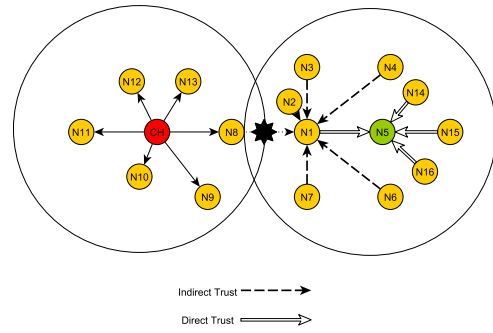 N3
N4
N12
N13
N14
N2
N11
CH
N8
N1
N5
N15
N10
N16
N9
N7
N6
Indirect Trust
Direct Trust